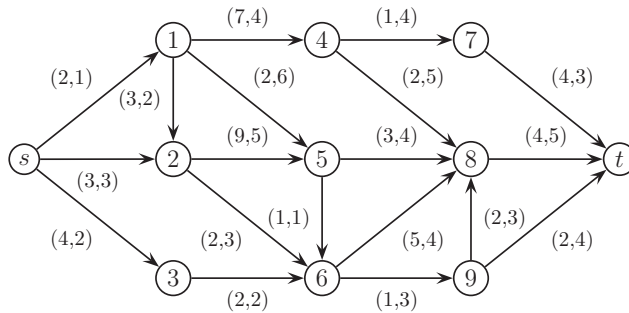 (7,4) (1,4)
1 4 7
(2,1) (3,2) (2,6) (2,5) (4,3)
(9,5) (3,4) (4,5)
s 2 5 8 t
(3,3)
(4,2) (2,3) (1,1) (5,4) (2,3) (2,4)
3 6 9
(2,2) (1,3)